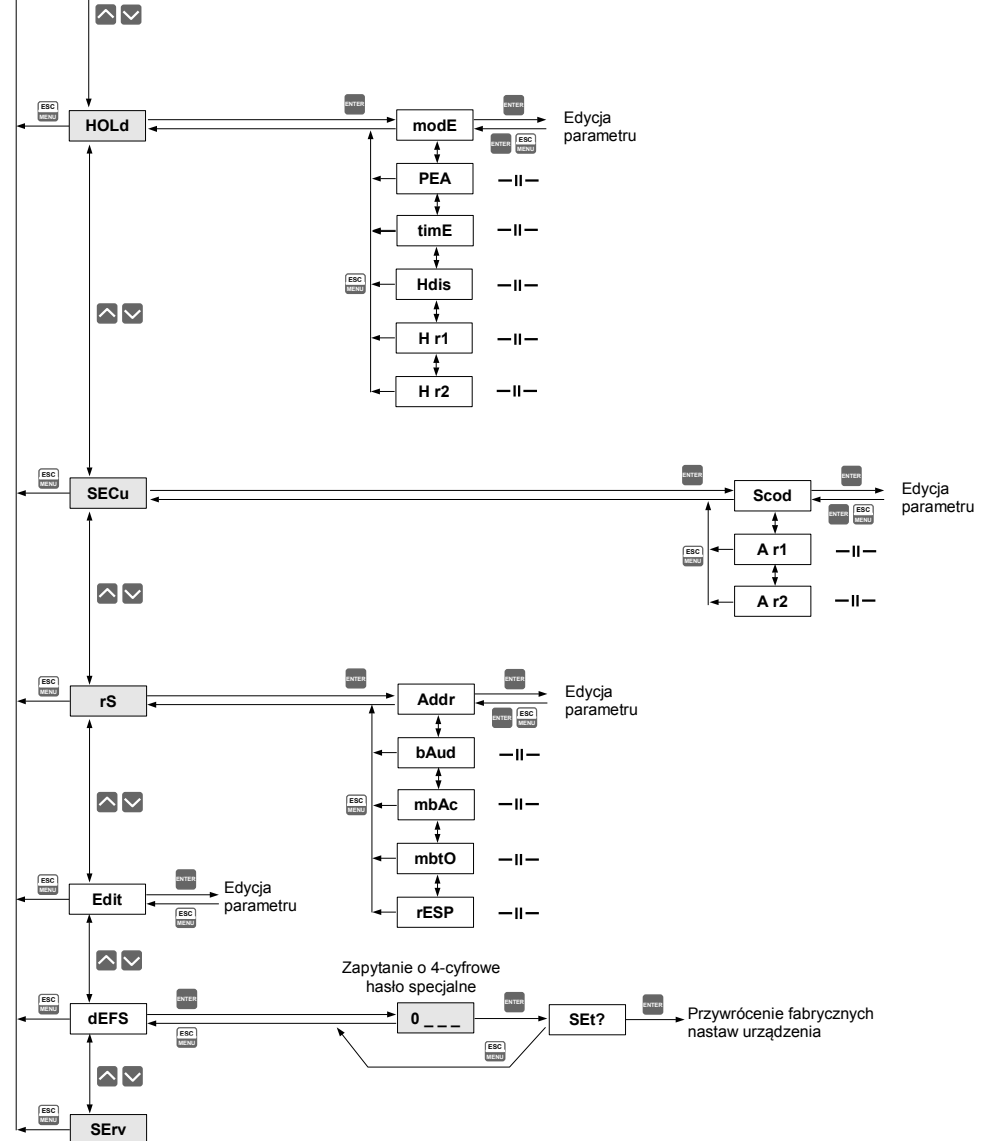 ESC
MENU
HOLd
ENTER
modE
ENTER
Edycja
parametru
ENTER ESC
MENU
PEA
—II—
timE
—II—
ESC
MENU
Hdis
—II—
H r1
—II—
H r2
—II—
ESC
MENU
SECu
ENTER
Scod
ENTER
Edycja
parametru
ENTER ESC
MENU
ESC
MENU
A r1
—II—
A r2
—II—
ESC
MENU
rS
ENTER
Addr
ENTER
Edycja
parametru
ENTER ESC
MENU
bAud
—II—
ESC
MENU
mbAc
—II—
mbtO
—II—
rESP
—II—
ESC
MENU
Edit
ENTER
Edycja
parametru
ESC
MENU
Zapytanie o 4-cyfrowe
hasło specjalne
ESC
MENU
dEFS
ENTER
ESC
MENU
0 _ _ _
ENTER
SEt?
ENTER
Przywrócenie fabrycznych
nastaw urządzenia
ESC
MENU
ESC
MENU
SErv